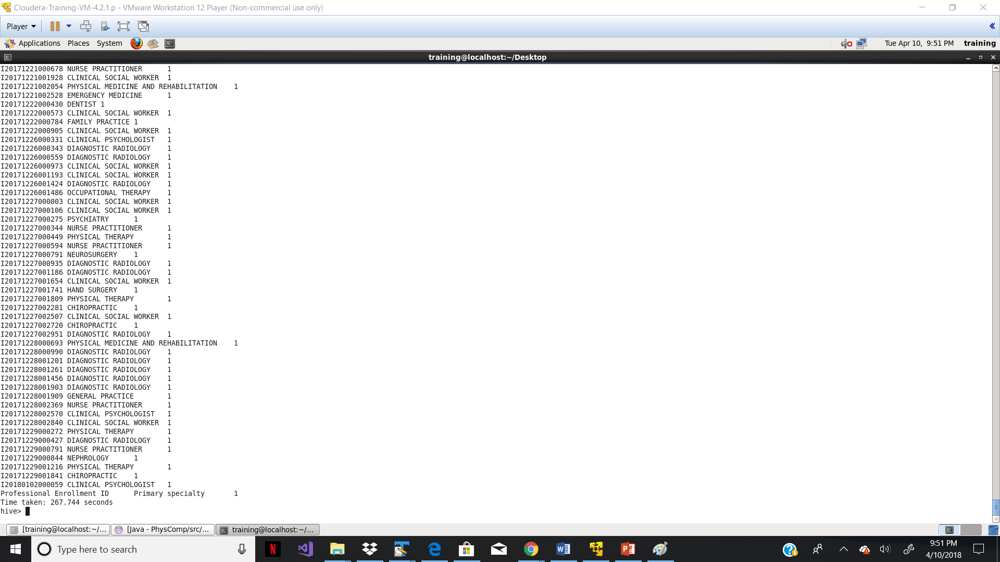 Cloudera-Training-VM-4.2.1.p - VMware Workstation 12 Player (Non-commercial use only)
Player
Applications Places System Tue Apr 10, 9:51 PM training
training@localhost:~/Desktop
I20171221000678 NURSE PRACTITIONER 1
I20171221001928 CLINICAL SOCIAL WORKER 1
I20171221002054 PHYSICAL MEDICINE AND REHABILITATION 1
I20171221002528 EMERGENCY MEDICINE 1
I20171222000430 DENTIST 1
I20171222000573 CLINICAL SOCIAL WORKER 1
I20171222000784 FAMILY PRACTICE 1
I20171222000905 CLINICAL SOCIAL WORKER 1
I20171226000331 CLINICAL PSYCHOLOGIST 1
I20171226000343 DIAGNOSTIC RADIOLOGY 1
I20171226000559 DIAGNOSTIC RADIOLOGY 1
I20171226000973 CLINICAL SOCIAL WORKER 1
I20171226001193 CLINICAL SOCIAL WORKER 1
I20171226001424 DIAGNOSTIC RADIOLOGY 1
I20171226001486 OCCUPATIONAL THERAPY 1
I20171227000003 CLINICAL SOCIAL WORKER 1
I20171227000106 CLINICAL SOCIAL WORKER 1
I20171227000275 PSYCHIATRY 1
I20171227000344 NURSE PRACTITIONER 1
I20171227000449 PHYSICAL THERAPY 1
I20171227000594 NURSE PRACTITIONER 1
I20171227000791 NEUROSURGERY 1
I20171227000935 DIAGNOSTIC RADIOLOGY 1
I20171227001186 DIAGNOSTIC RADIOLOGY 1
I20171227001654 CLINICAL SOCIAL WORKER 1
I20171227001741 HAND SURGERY 1
I20171227001809 PHYSICAL THERAPY 1
I20171227002281 CHIROPRACTIC 1
I20171227002507 CLINICAL SOCIAL WORKER 1
I20171227002720 CHIROPRACTIC 1
I20171227002951 DIAGNOSTIC RADIOLOGY 1
I20171228000693 PHYSICAL MEDICINE AND REHABILITATION 1
I20171228000990 DIAGNOSTIC RADIOLOGY 1
I20171228001201 DIAGNOSTIC RADIOLOGY 1
I20171228001261 DIAGNOSTIC RADIOLOGY 1
I20171228001456 DIAGNOSTIC RADIOLOGY 1
I20171228001903 DIAGNOSTIC RADIOLOGY 1
I20171228001909 GENERAL PRACTICE 1
I20171228002369 NURSE PRACTITIONER 1
I20171228002570 CLINICAL PSYCHOLOGIST 1
I20171228002840 CLINICAL SOCIAL WORKER 1
I20171229000272 PHYSICAL THERAPY 1
I20171229000427 DIAGNOSTIC RADIOLOGY 1
I20171229000791 NURSE PRACTITIONER 1
I20171229000844 NEPHROLOGY 1
I20171229001216 PHYSICAL THERAPY 1
I20171229001841 CHIROPRACTIC 1
I20180102000059 CLINICAL PSYCHOLOGIST 1
Professional Enrollment ID Primary specialty 1
Time taken: 267.744 seconds
hive>
[training@localhost:~/... [Java - PhysComp/src/... training@localhost:~/...
Type here to search
9:51 PM
4/10/2018